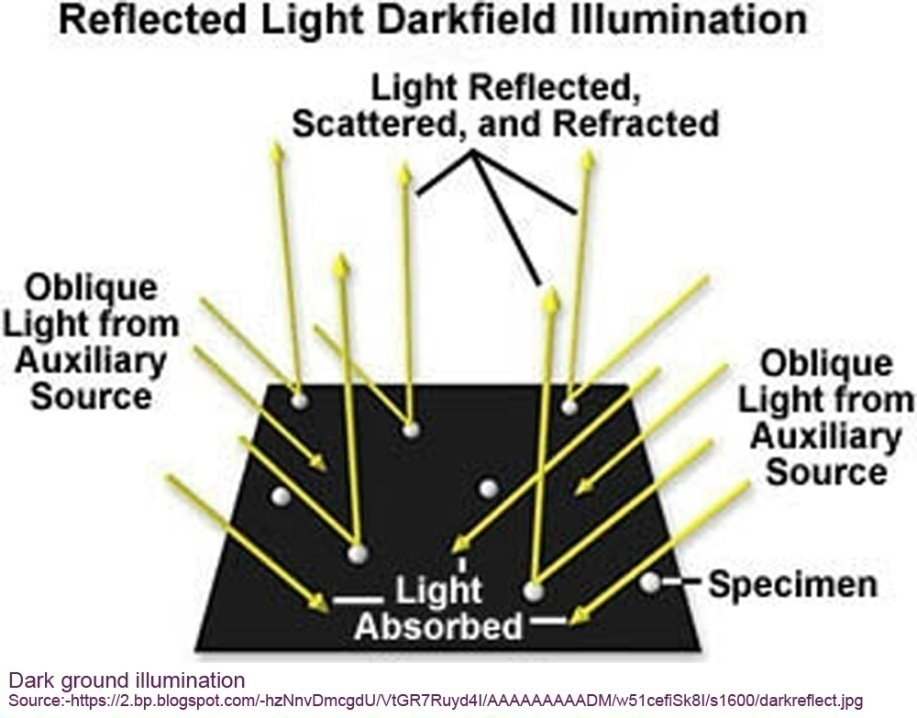 Reflected Light Darkfield Illumination
Light Reflected,
Scattered, and Refracted
Oblique
Light from
Auxiliary
Source
Oblique
Light from
Auxiliary
Source
Specimen
Light
Absorbed
Dark ground illumination
Source:-https://2.bp.blogspot.com/-hzNnvDmcgdU/VtGR7Ruyd4I/AAAAAAAAADM/w51cefiSk8I/s1600/darkreflect.jpg